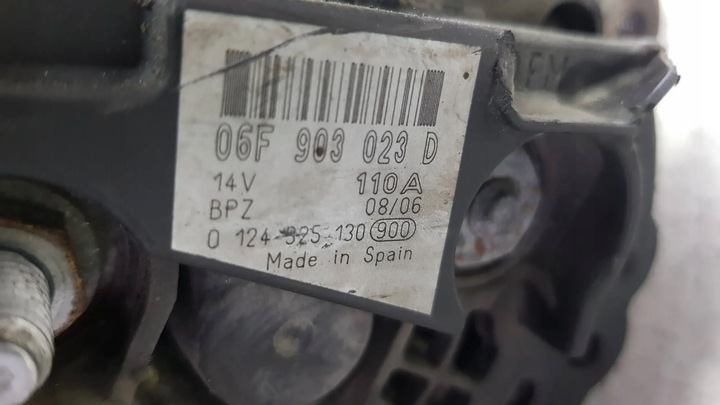 06F 903 023 D
14V 110A
BPZ 08/06
0 124 325 130 900
Made in Spain